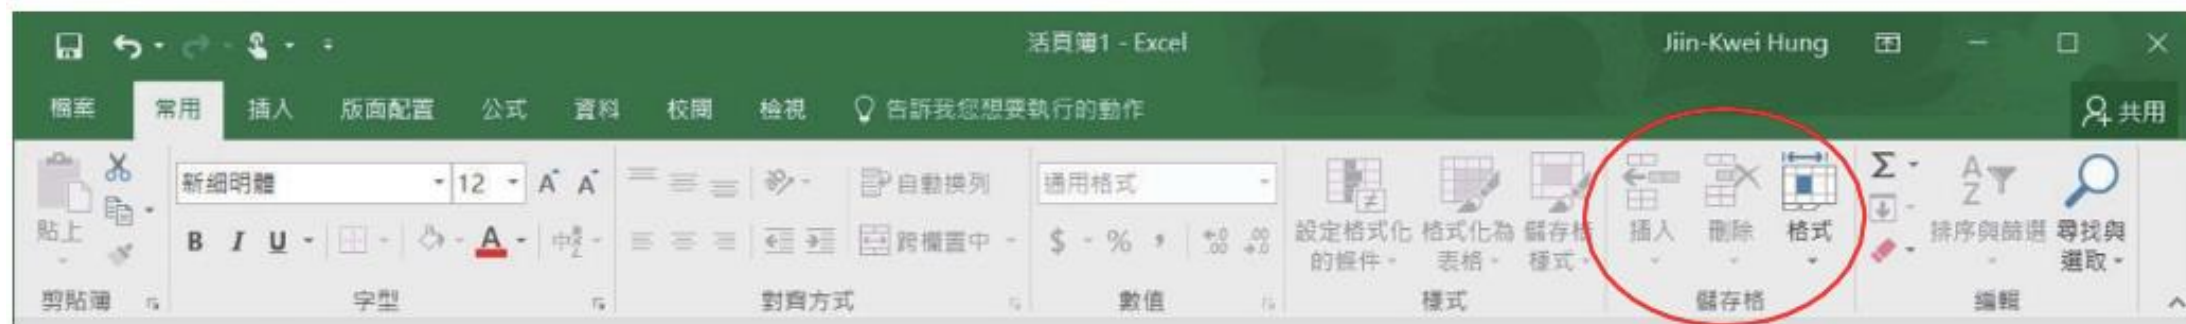 活頁簿1 - Excel
Jiin-Kwei Hung
檔案 常用 插入 版面配置 公式 資料 校閱 檢視 告訴我您想要執行的動作 共用
新細明體 12 A A 自動換列 通用格式 Σ A Z
貼上 B I U A 中 跨欄置中 $ % , .00 .00 設定格式化 格式化為 儲存格 插入 刪除 格式 排序與篩選 尋找與
的條件 表格 樣式 選取
剪貼簿 字型 對齊方式 數值 樣式 儲存格 編輯